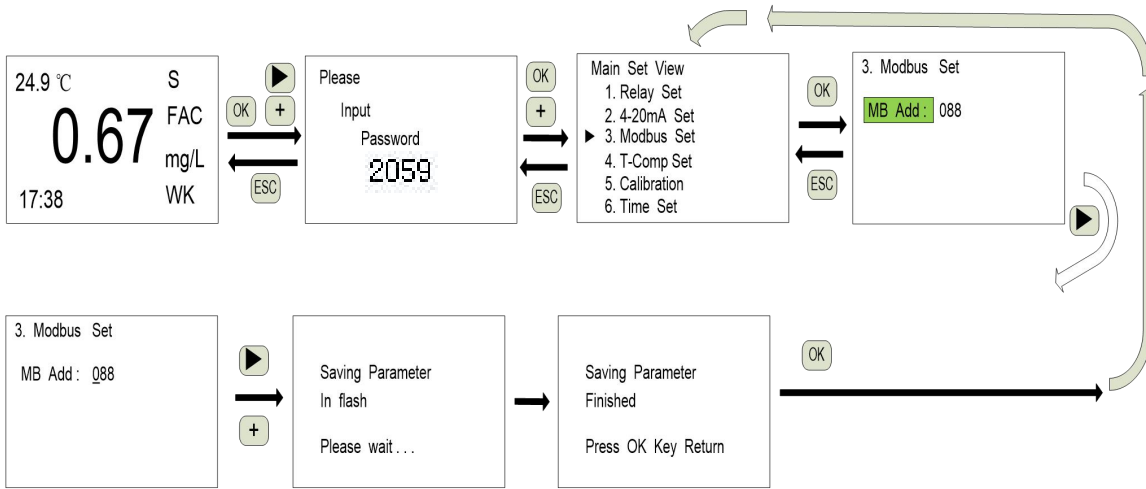 24.9 ℃
S
0.67
FAC
mg/L
17:38
WK
OK
+
ESC
Please
Input
Password
2059
OK
+
ESC
Main Set View
1. Relay Set
2. 4-20mA Set
3. Modbus Set
4. T-Comp Set
5. Calibration
6. Time Set
OK
ESC
3. Modbus Set
MB Add : 088
3. Modbus Set
MB Add : 088
+
Saving Parameter
In flash
Please wait . . .
Saving Parameter
Finished
Press OK Key Return
OK